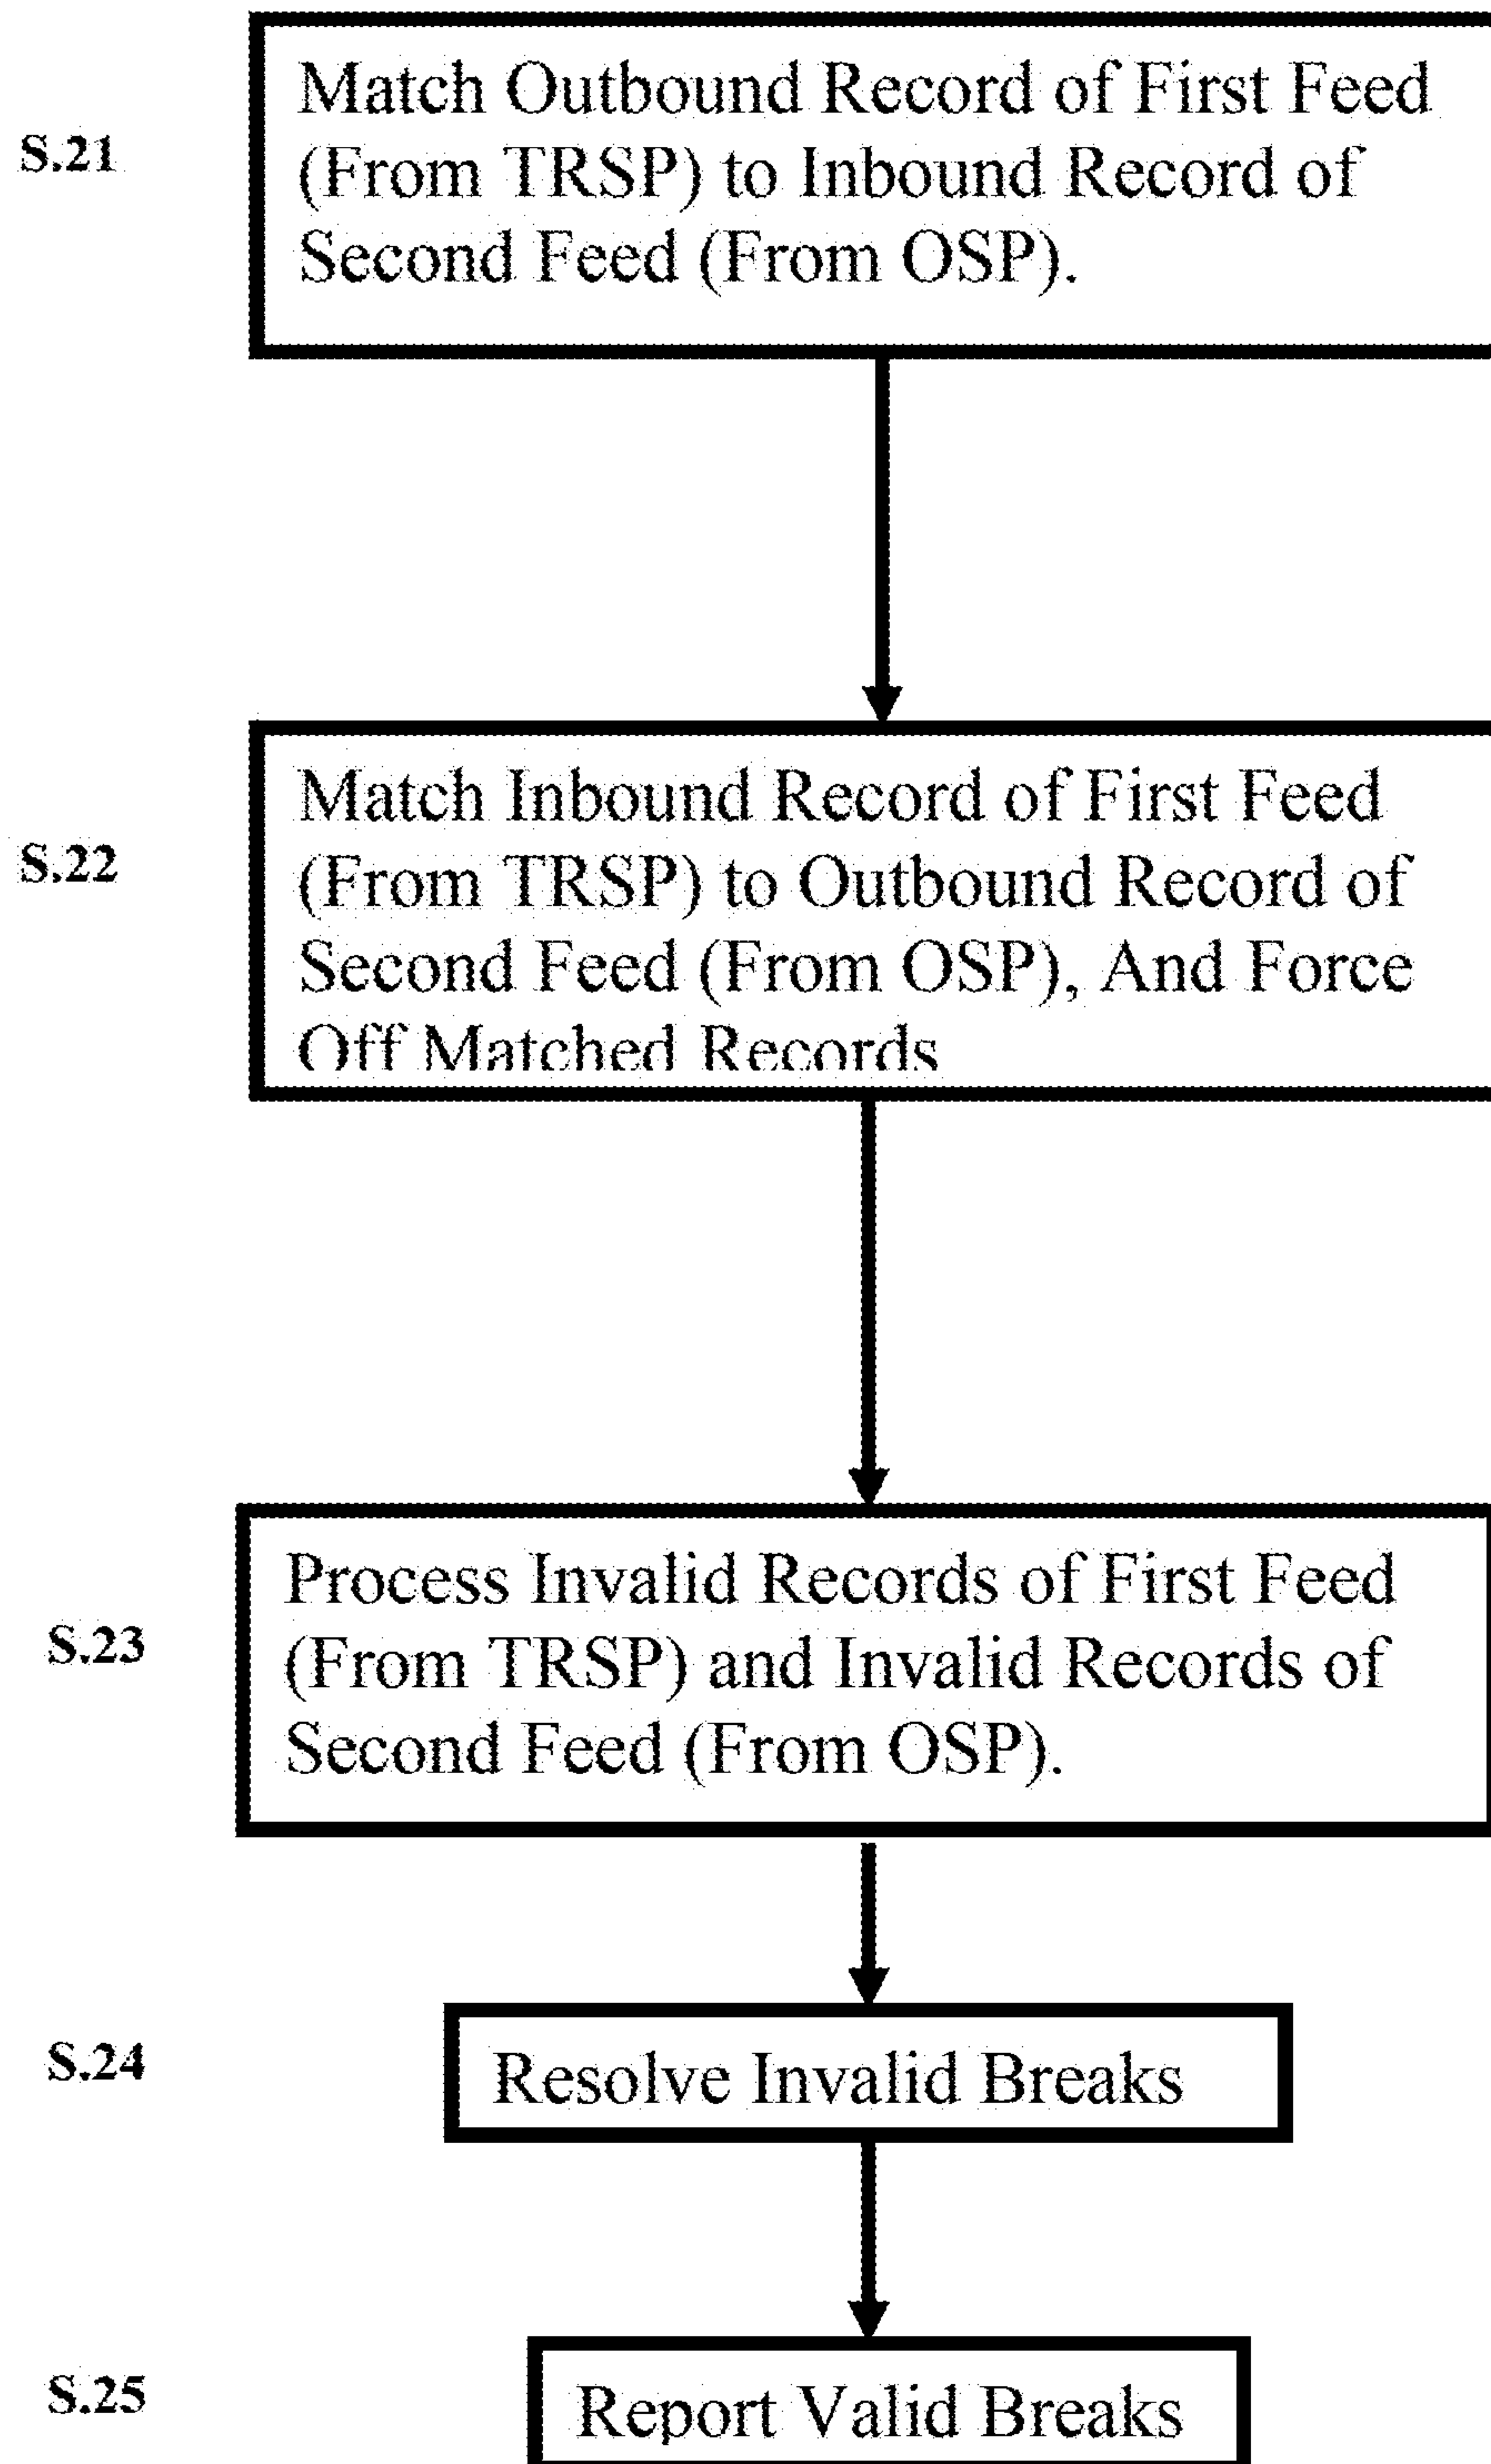 S.21
Match Outbound Record of First Feed
(From TRSP) to Inbound Record of
Second Feed (From OSP).
S.22
Match Inbound Record of First Feed
(From TRSP) to Outbound Record of
Second Feed (From OSP), And Force
Off Matched Records
S.23
Process Invalid Records of First Feed
(From TRSP) and Invalid Records of
Second Feed (From OSP).
S.24
Resolve Invalid Breaks
S.25
Report Valid Breaks